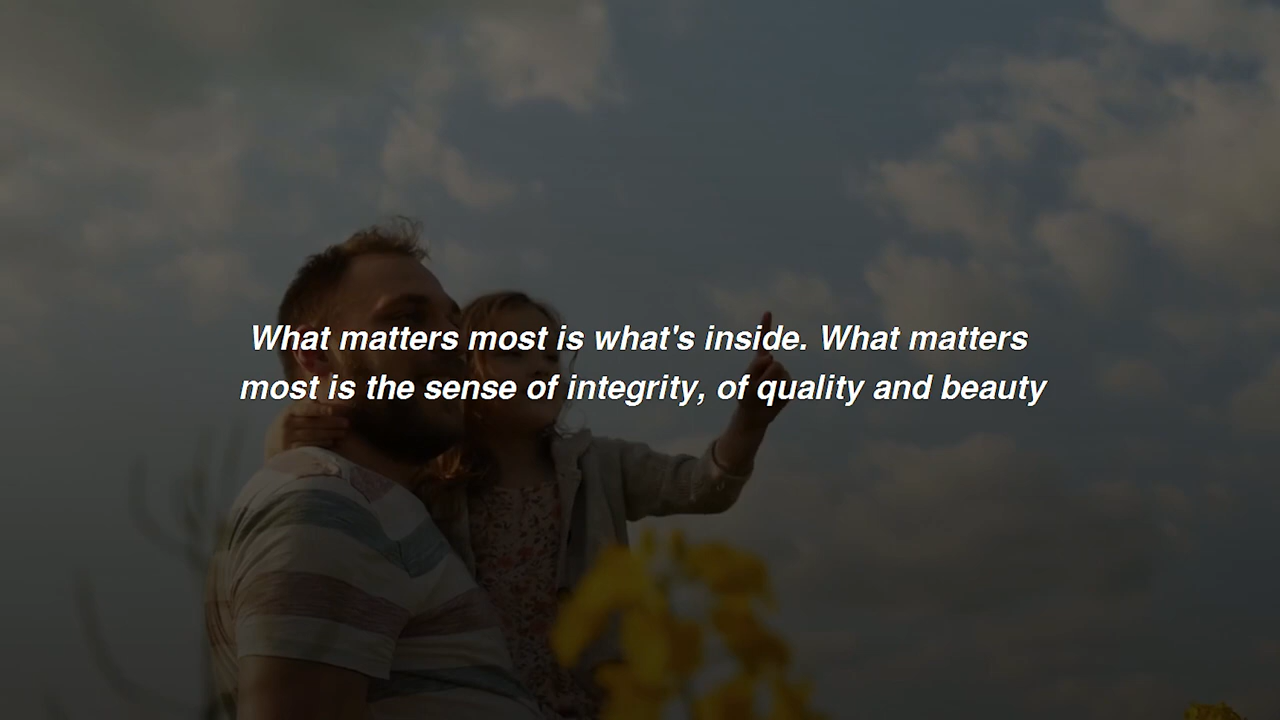 What matters most is what's inside. What matters
most is the sense of integrity, of quality and beauty